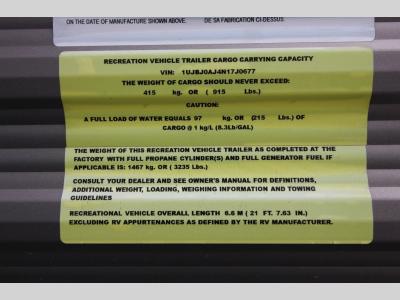 ON THE DATE OF MANUFACTURE SHOWN ABOVE. DE SA FABRICATION CI-DESSUS.
RECREATION VEHICLE TRAILER CARGO CARRYING CAPACITY
VIN: 1UJBJ0AJ4N17J0677
THE WEIGHT OF CARGO SHOULD NEVER EXCEED:
415 kg. OR ( 915 Lbs.)
CAUTION:
A FULL LOAD OF WATER EQUALS 97 kg. OR (215 Lbs.) OF
CARGO @ 1 kg/L (8.3Lb/GAL)
THE WEIGHT OF THIS RECREATION VEHICLE TRAILER AS COMPLETED AT THE
FACTORY WITH FULL PROPANE CYLINDER(S) AND FULL GENERATOR FUEL IF
APPLICABLE IS: 1467 kg. OR ( 3235 Lbs.)
CONSULT YOUR DEALER AND SEE OWNER'S MANUAL FOR DEFINITIONS,
ADDITIONAL WEIGHT, LOADING, WEIGHING INFORMATION AND TOWING
GUIDELINES
RECREATIONAL VEHICLE OVERALL LENGTH 6.6 M ( 21 FT. 7.63 IN.)
EXCLUDING RV APPURTENANCES AS DEFINED BY THE RV MANUFACTURER.